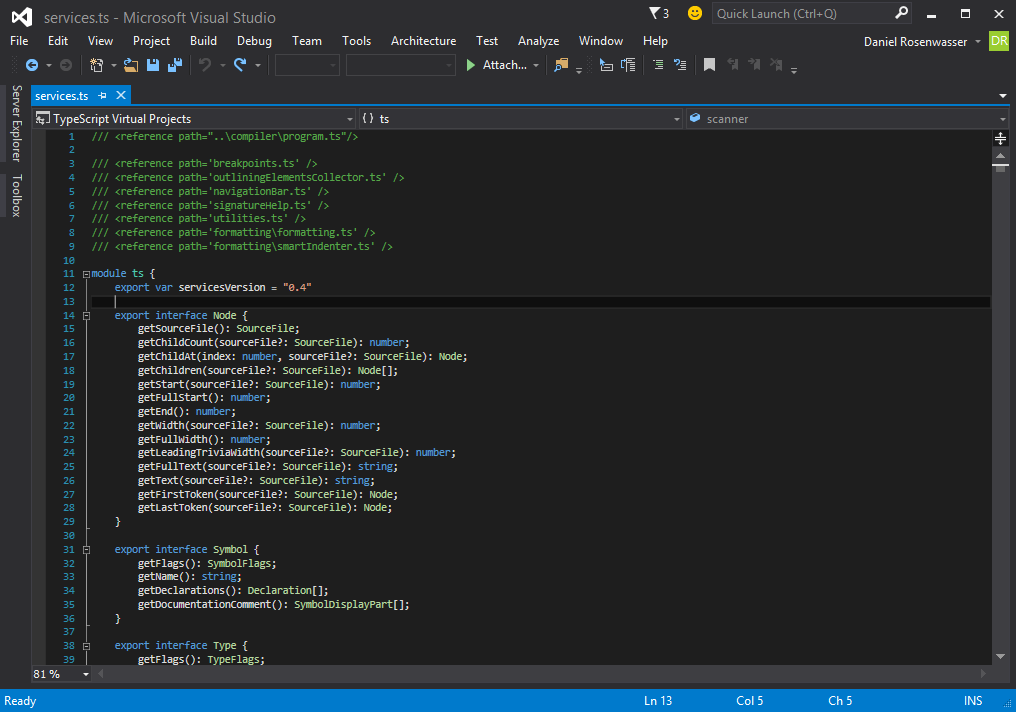 services.ts - Microsoft Visual Studio
3
Quick Launch (Ctrl+Q)
File Edit View Project Build Debug Team Tools Architecture Test Analyze Window Help
Daniel Rosenwasser DR
Attach...
Server Explorer
Toolbox
services.ts
TypeScript Virtual Projects {} ts scanner
1 /// <reference path="..\compiler\program.ts"/>
2
3 /// <reference path='breakpoints.ts' />
4 /// <reference path='outliningElementsCollector.ts' />
5 /// <reference path='navigationBar.ts' />
6 /// <reference path='signatureHelp.ts' />
7 /// <reference path='utilities.ts' />
8 /// <reference path='formatting\formatting.ts' />
9 /// <reference path='formatting\smartIndenter.ts' />
10
11 module ts {
12 export var servicesVersion = "0.4"
13
14 export interface Node {
15 getSourceFile(): SourceFile;
16 getChildCount(sourceFile?: SourceFile): number;
17 getChildAt(index: number, sourceFile?: SourceFile): Node;
18 getChildren(sourceFile?: SourceFile): Node[];
19 getStart(sourceFile?: SourceFile): number;
20 getFullStart(): number;
21 getEnd(): number;
22 getWidth(sourceFile?: SourceFile): number;
23 getFullWidth(): number;
24 getLeadingTriviaWidth(sourceFile?: SourceFile): number;
25 getFullText(sourceFile?: SourceFile): string;
26 getText(sourceFile?: SourceFile): string;
27 getFirstToken(sourceFile?: SourceFile): Node;
28 getLastToken(sourceFile?: SourceFile): Node;
29 }
30
31 export interface Symbol {
32 getFlags(): SymbolFlags;
33 getName(): string;
34 getDeclarations(): Declaration[];
35 getDocumentationComment(): SymbolDisplayPart[];
36 }
37
38 export interface Type {
39 getFlags(): TypeFlags;
81 %
Ready Ln 13 Col 5 Ch 5 INS